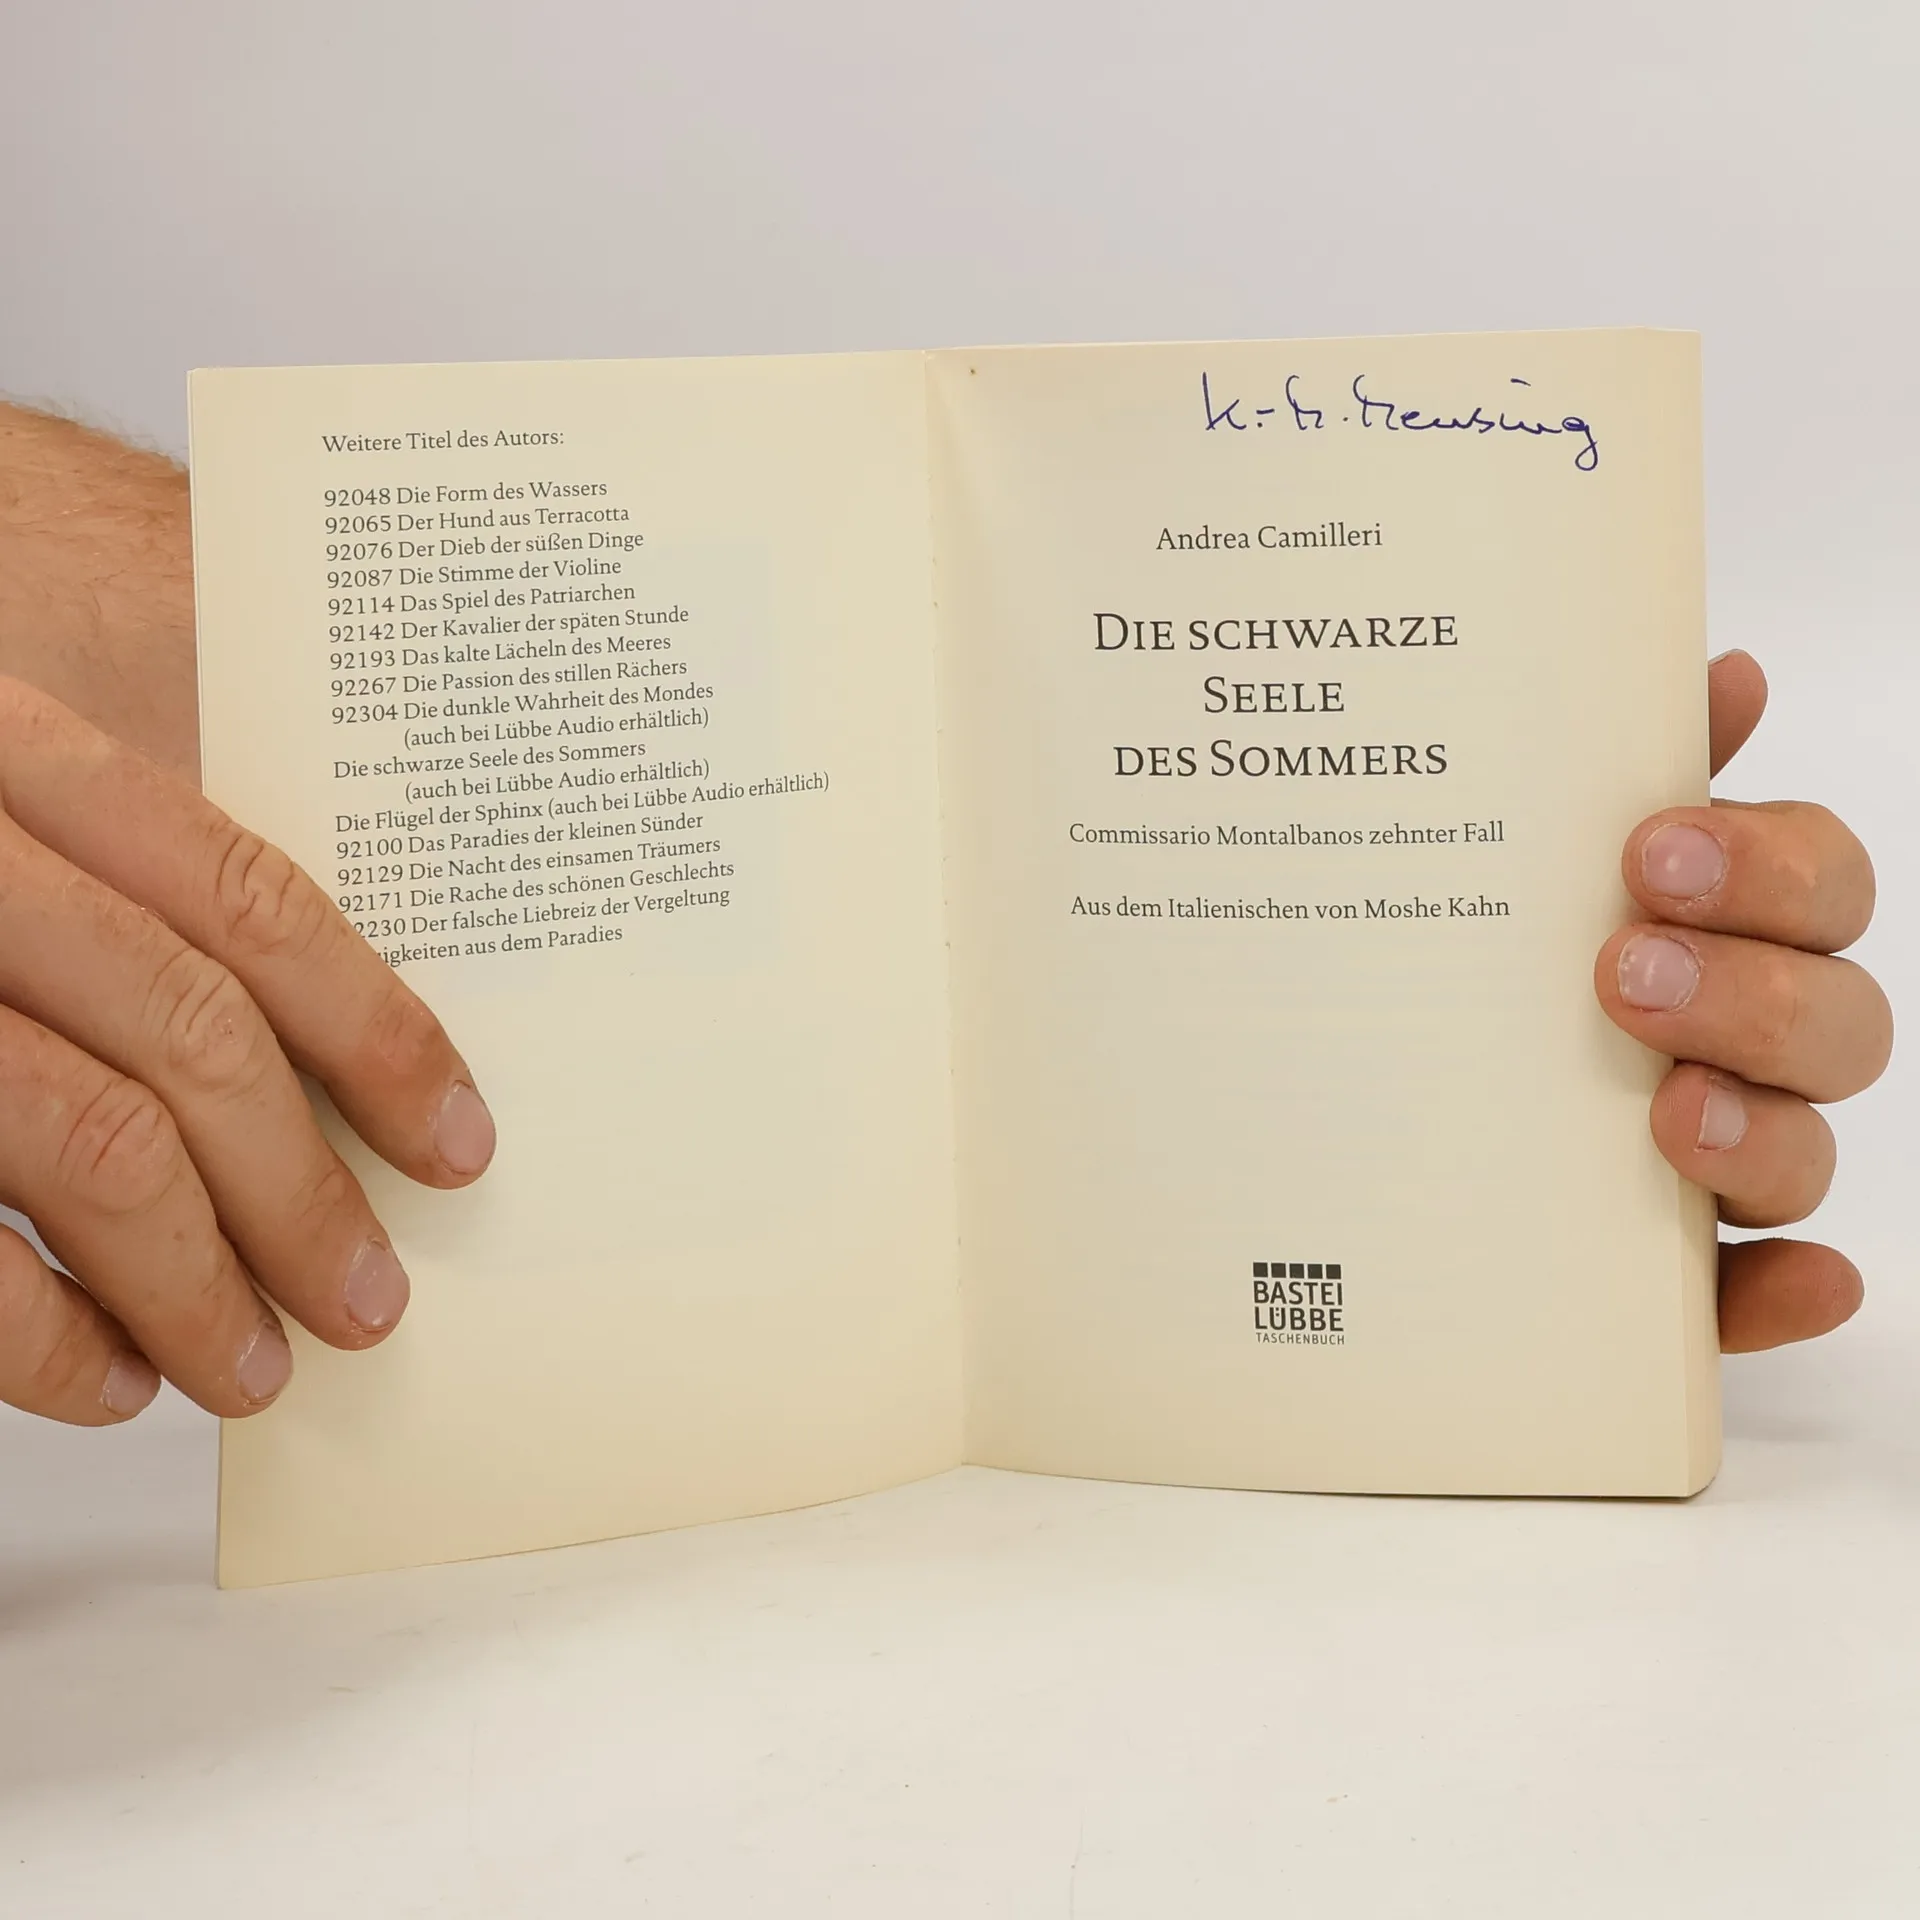 Weitere Titel des Autors:
92048 Die Form des Wassers
92065 Der Hund aus Terracotta
92076 Der Dieb der süßen Dinge
92087 Die Stimme der Violine
92114 Das Spiel des Patriarchen
92142 Der Kavalier der späten Stunde
92193 Das kalte Lächeln des Meeres
92267 Die Passion des stillen Rächers
92304 Die dunkle Wahrheit des Mondes
(auch bei Lübbe Audio erhältlich)
Die schwarze Seele des Sommers
(auch bei Lübbe Audio erhältlich)
Die Flügel der Sphinx (auch bei Lübbe Audio erhältlich)
92100 Das Paradies der kleinen Sünder
92129 Die Nacht des einsamen Träumers
92171 Die Rache des schönen Geschlechts
2230 Der falsche Liebreiz der Vergeltung
igkeiten aus dem Paradies
K.-
Andrea Camilleri
DIE SCHWARZE
SEELE
DES SOMMERS
Commissario Montalbanos zehnter Fall
Aus dem Italienischen von Moshe Kahn
BASTEI
LÜBBE
TASCHENBUCH